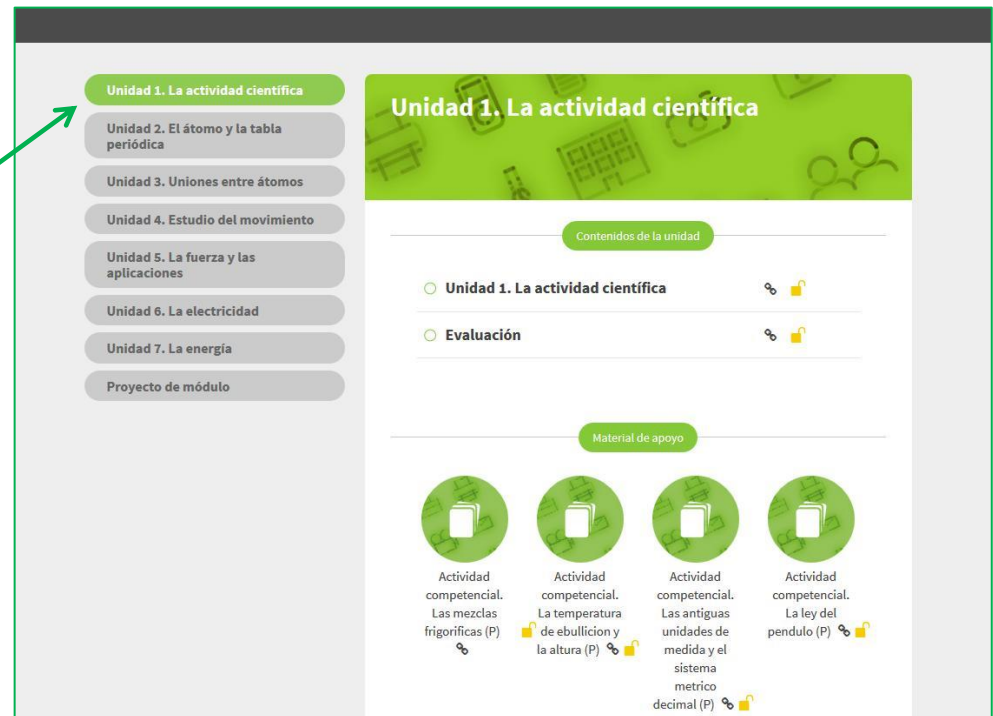 Unidad 1. La actividad científica
Unidad 2. El átomo y la tabla
periódica
Unidad 3. Uniones entre átomos
Unidad 4. Estudio del movimiento
Unidad 5. La fuerza y las
aplicaciones
Unidad 6. La electricidad
Unidad 7. La energía
Proyecto de módulo
Unidad 1. La actividad científica
Contenidos de la unidad
Unidad 1. La actividad científica
Evaluación
Material de apoyo
Actividad
competencial.
Las mezclas
frigorificas (P)
Actividad
competencial.
La temperatura
de ebullicion y
la altura (P)
Actividad
competencial.
Las antiguas
unidades de
medida y el
sistema
metrico
decimal (P)
Actividad
competencial.
La ley del
pendulo (P)